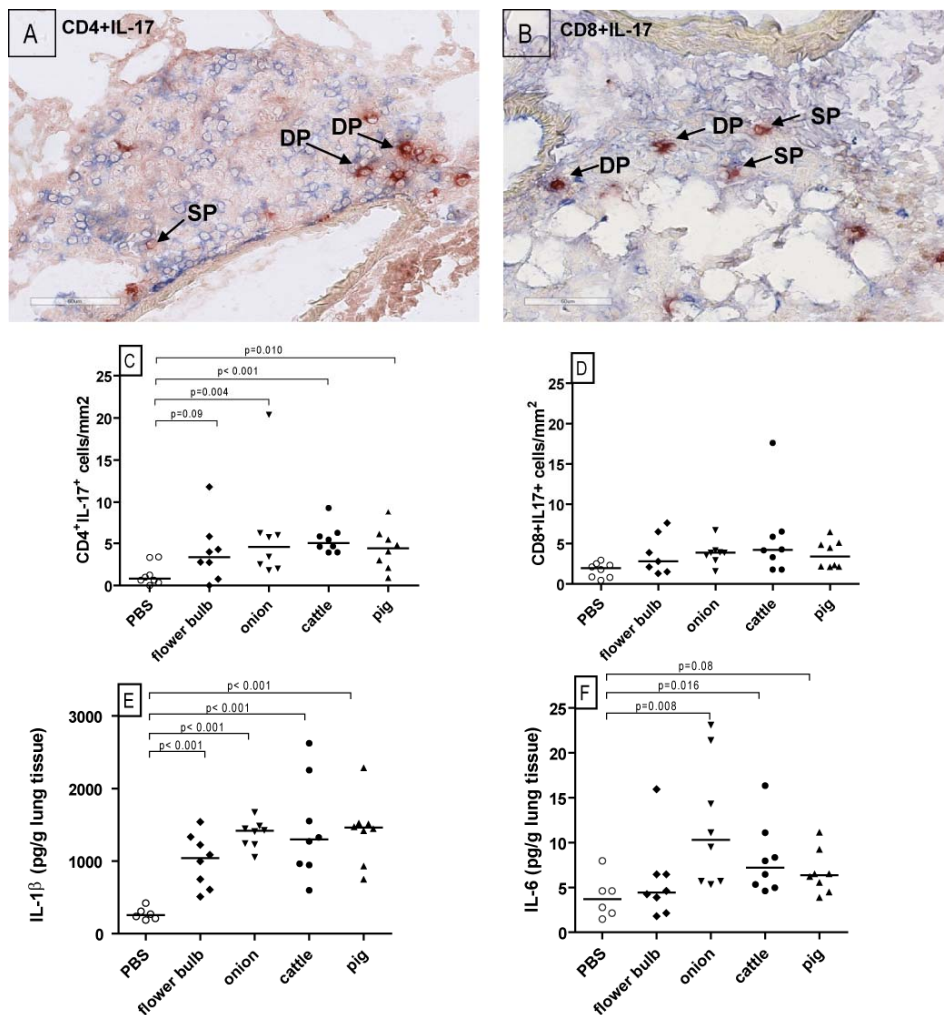 A
CD4+IL-17
DP
DP
SP
60um
B
CD8+IL-17
SP
DP
SP
DP
60um
C
p=0.010
p< 0.001
p=0.004
p=0.09
CD4+IL-17+ cells/mm2
25
20
15
10
5
0
PBS
flower bulb
onion
cattle
pig
D
CD8+IL17+ cells/mm2
25
20
15
10
5
0
PBS
flower bulb
onion
cattle
pig
E
p< 0.001
p< 0.001
p< 0.001
p< 0.001
IL-1β (pg/g lung tissue)
3000
2000
1000
0
PBS
flower bulb
onion
cattle
pig
F
p=0.08
p=0.016
p=0.008
IL-6 (pg/g lung tissue)
25
20
15
10
5
0
PBS
flower bulb
onion
cattle
pig